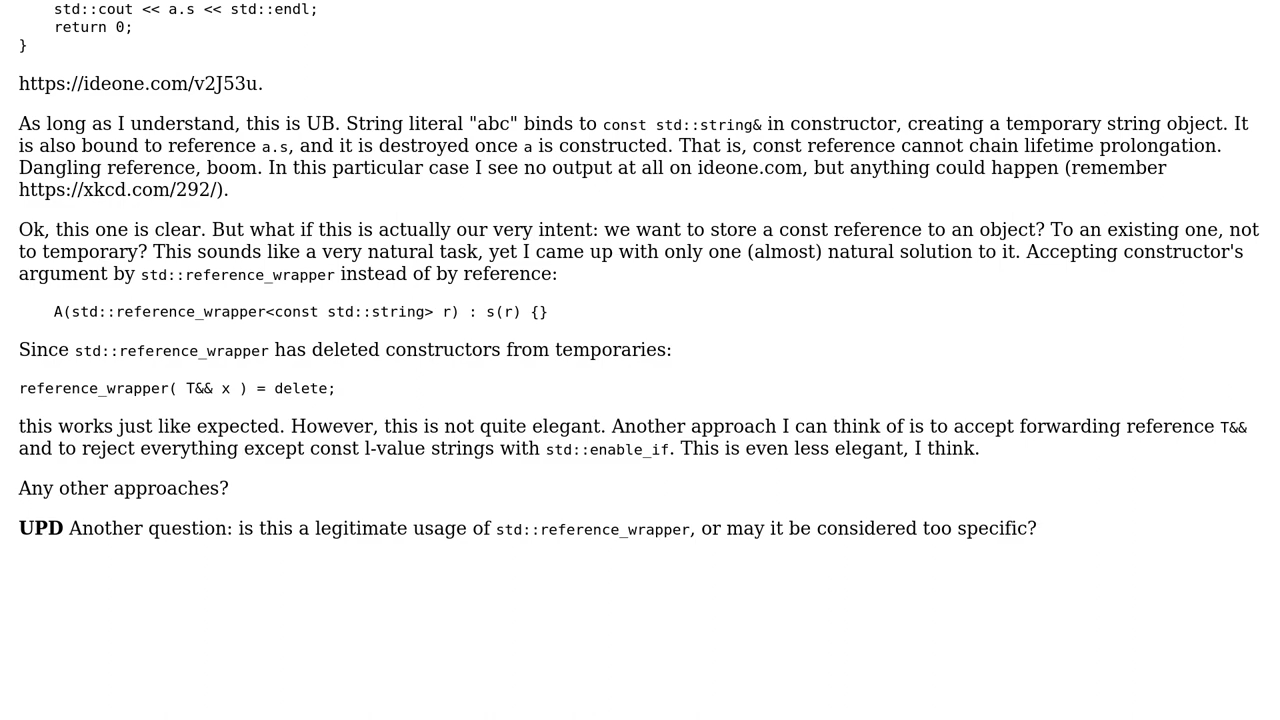 std::cout << a.s << std::endl;
return 0;
}
https://ideone.com/v2J53u.
As long as I understand, this is UB. String literal "abc" binds to const std::string& in constructor, creating a temporary string object. It
is also bound to reference a.s, and it is destroyed once a is constructed. That is, const reference cannot chain lifetime prolongation.
Dangling reference, boom. In this particular case I see no output at all on ideone.com, but anything could happen (remember
https://xkcd.com/292/).
Ok, this one is clear. But what if this is actually our very intent: we want to store a const reference to an object? To an existing one, not
to temporary? This sounds like a very natural task, yet I came up with only one (almost) natural solution to it. Accepting constructor's
argument by std::reference_wrapper instead of by reference:
A(std::reference_wrapper<const std::string> r) : s(r) {}
Since std::reference_wrapper has deleted constructors from temporaries:
reference_wrapper( T&& x ) = delete;
this works just like expected. However, this is not quite elegant. Another approach I can think of is to accept forwarding reference T&&
and to reject everything except const l-value strings with std::enable_if. This is even less elegant, I think.
Any other approaches?
UPD Another question: is this a legitimate usage of std::reference_wrapper, or may it be considered too specific?